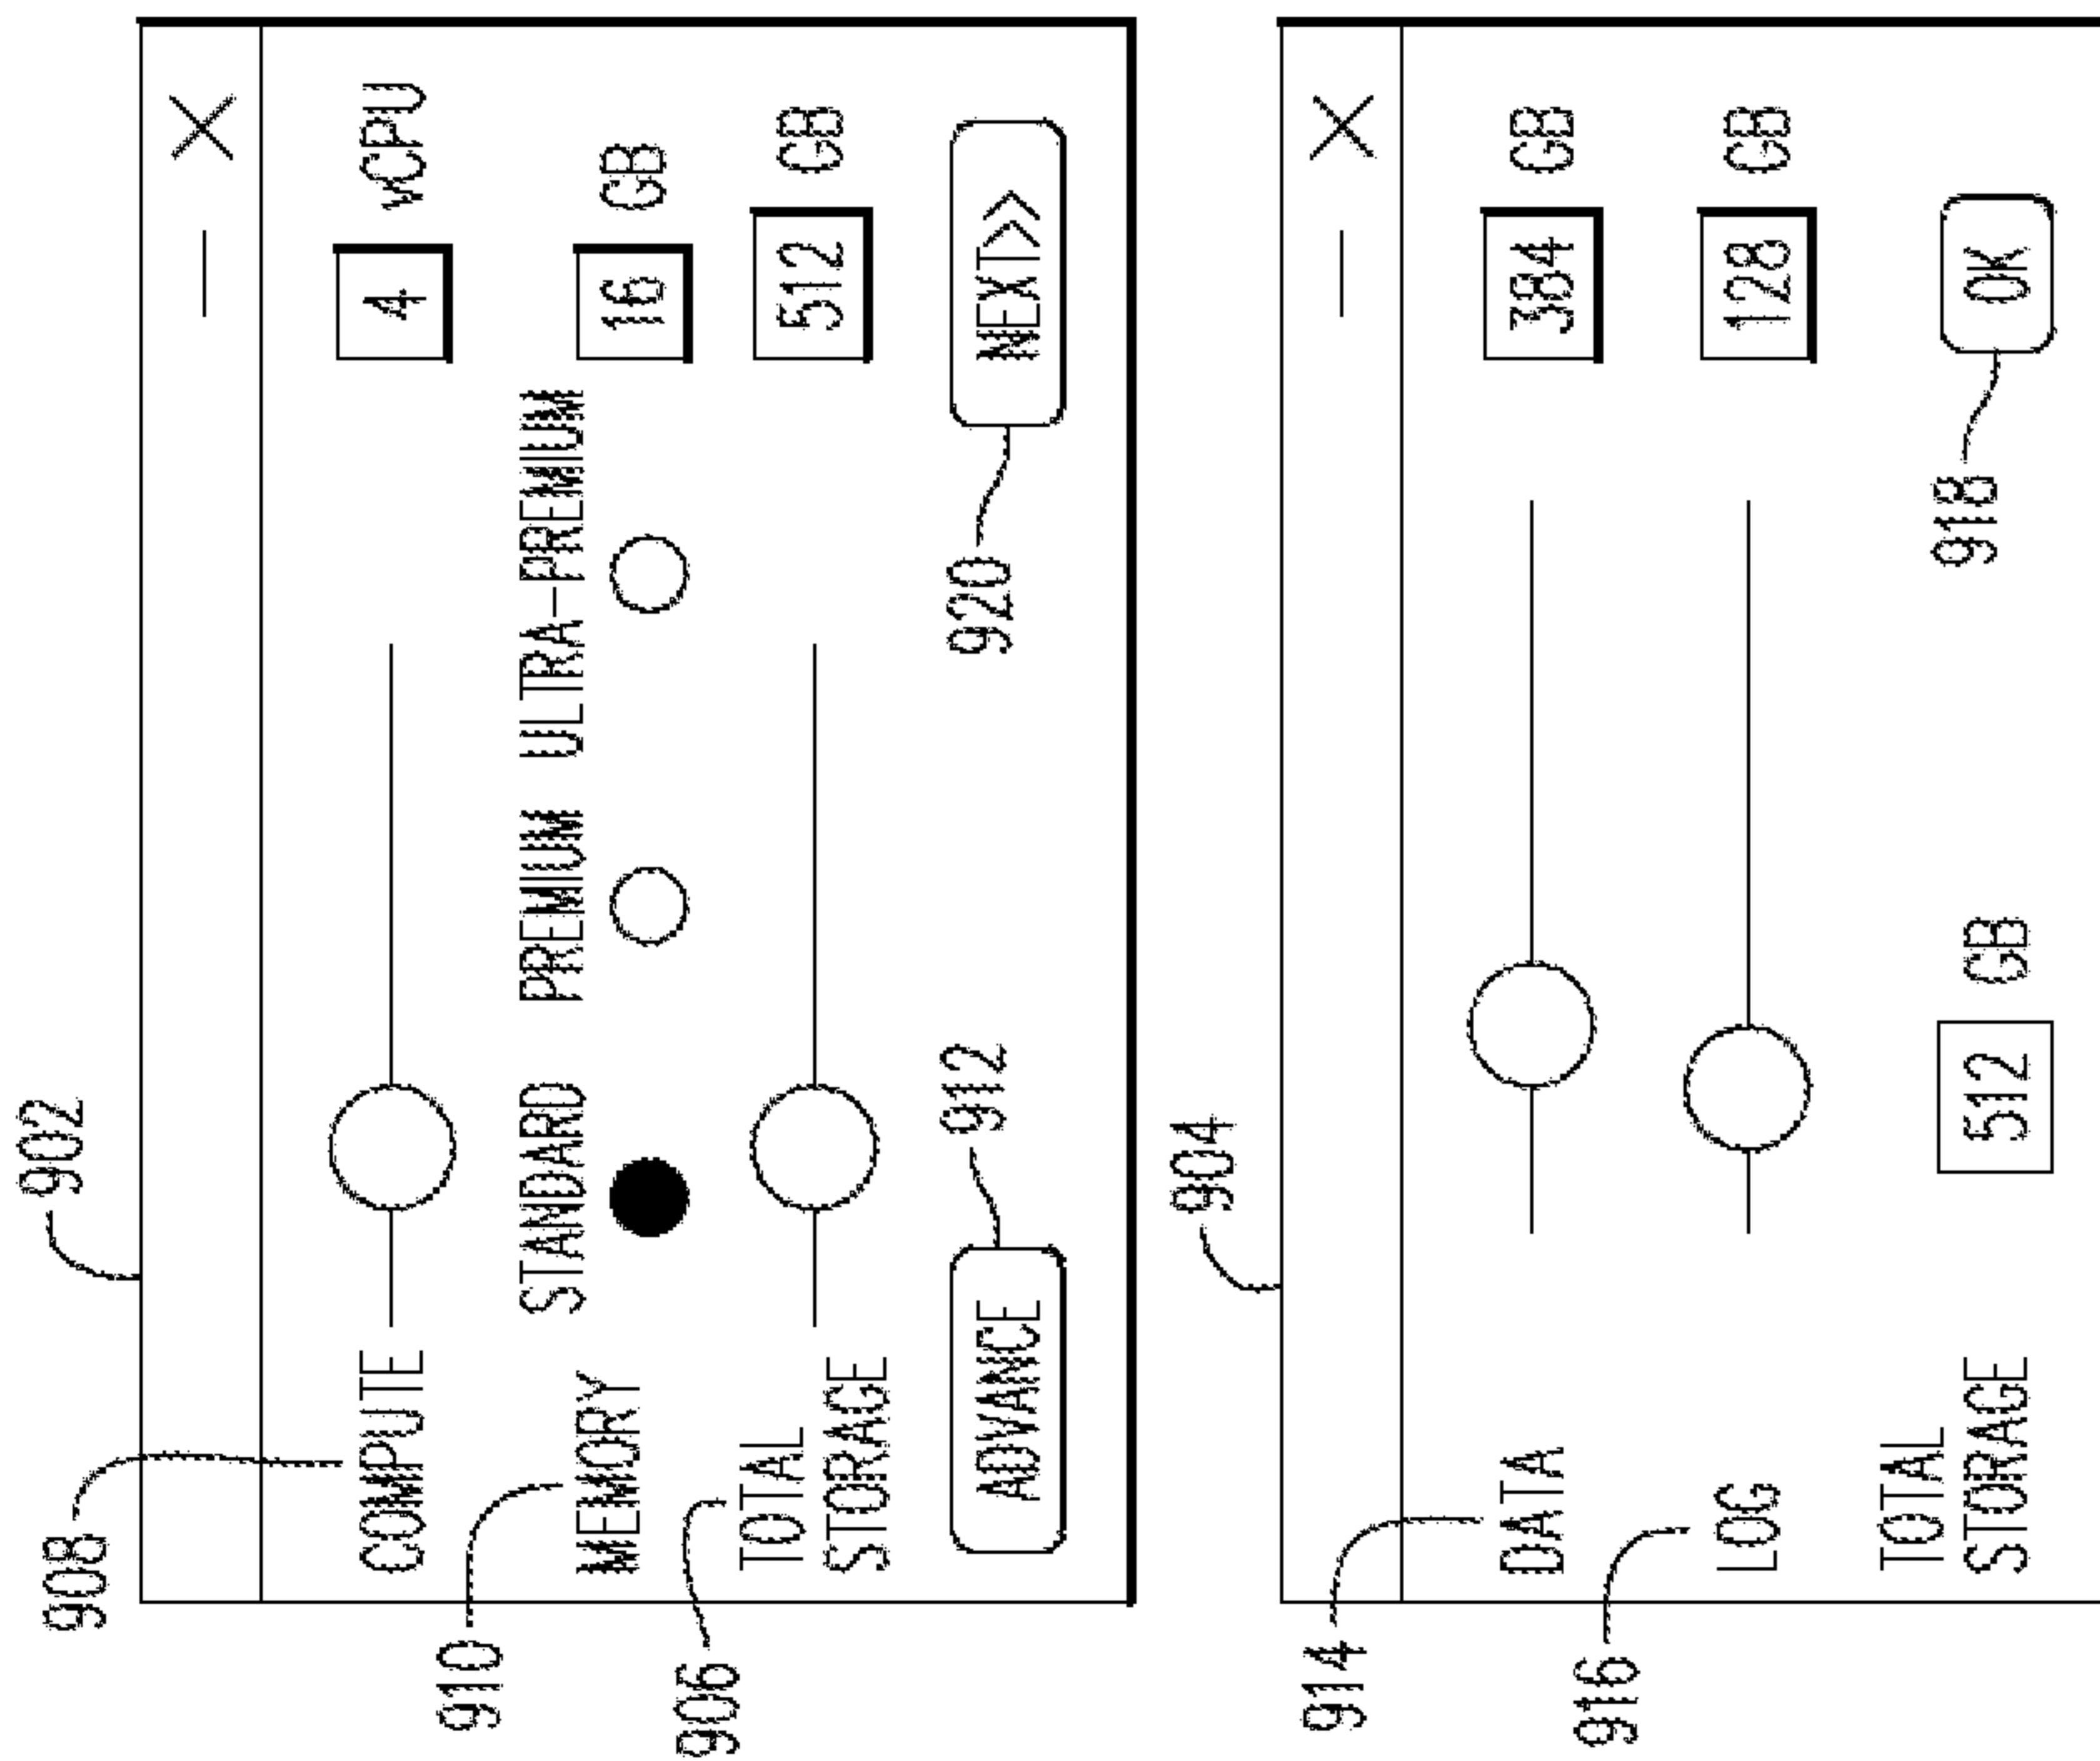 902
908
COMPUTE 4 vCPU
910
STANDARD PREMIUM ULTRA-PREMIUM
MEMORY 16 GB
906
TOTAL
STORAGE 512 GB
912
920
ADVANCE NEXT>>
904
914
DATA 384 GB
916
LOG 128 GB
918
TOTAL
STORAGE 512 GB OK